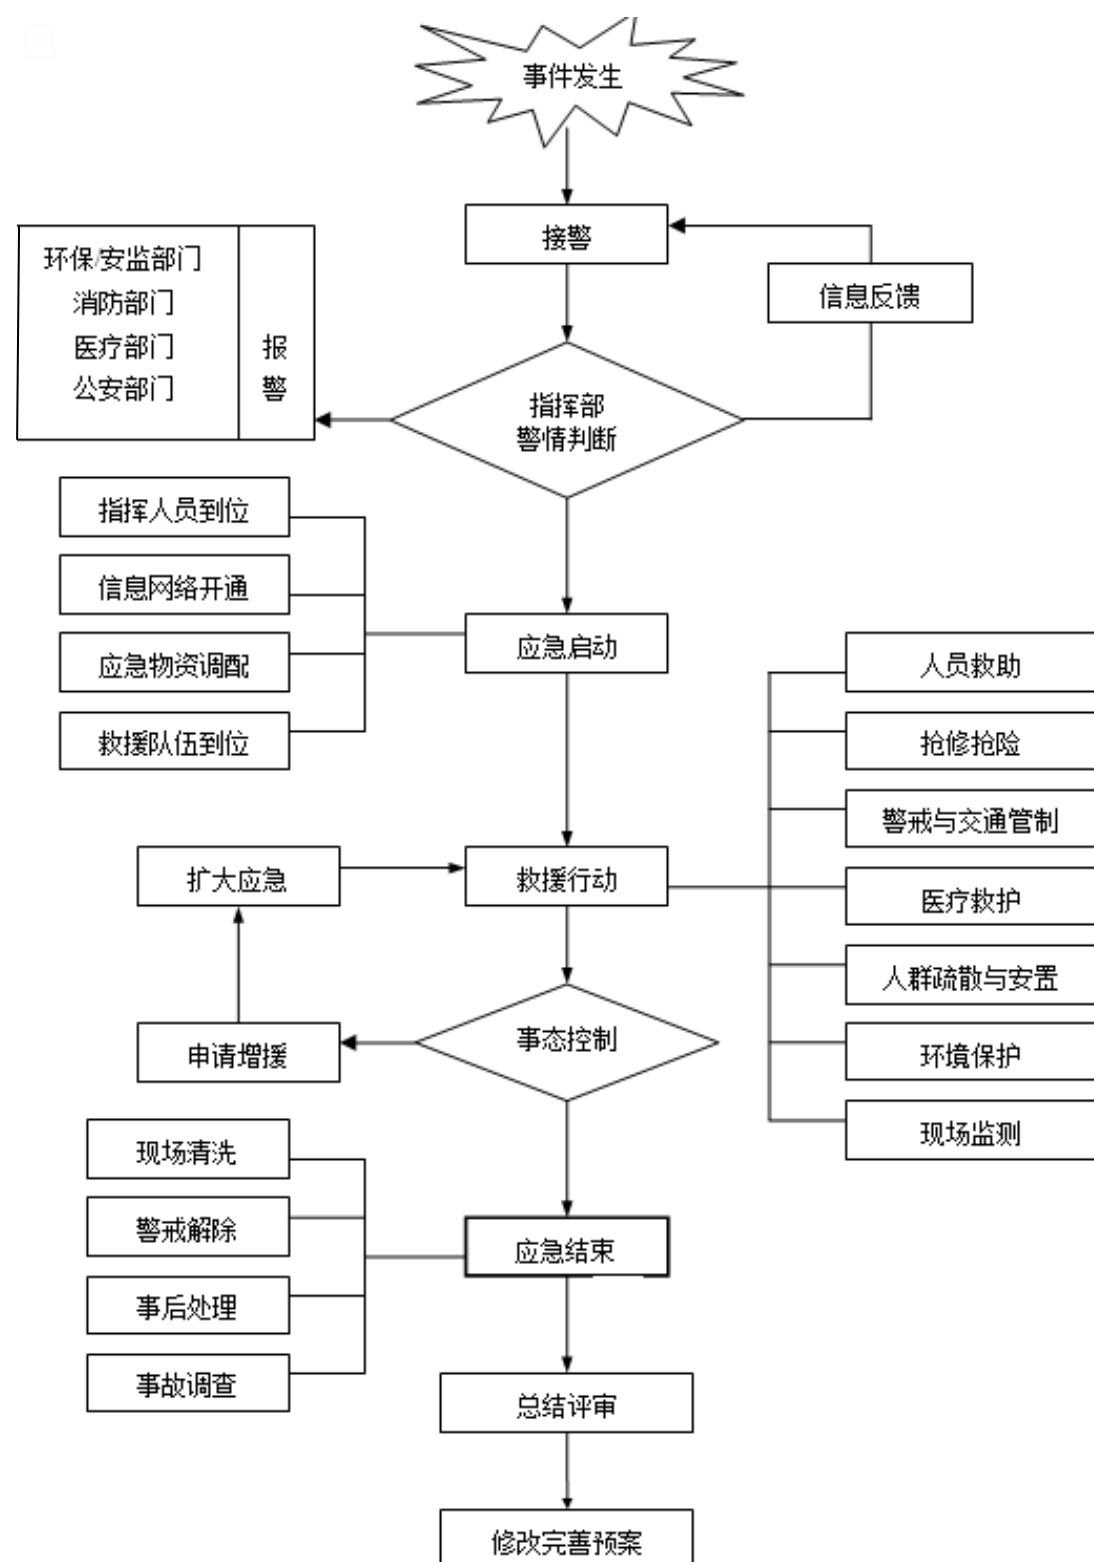 事件发生
接警
信息反馈
环保/安监部门
消防部门
医疗部门
公安部门
报
警
指挥部
警情判断
指挥人员到位
信息网络开通
应急物资调配
救援队伍到位
应急启动
人员救助
抢修抢险
警戒与交通管制
医疗救护
人群疏散与安置
环境保护
现场监测
扩大应急
救援行动
申请增援
事态控制
现场清洗
警戒解除
事后处理
事故调查
应急结束
总结评审
修改完善预案